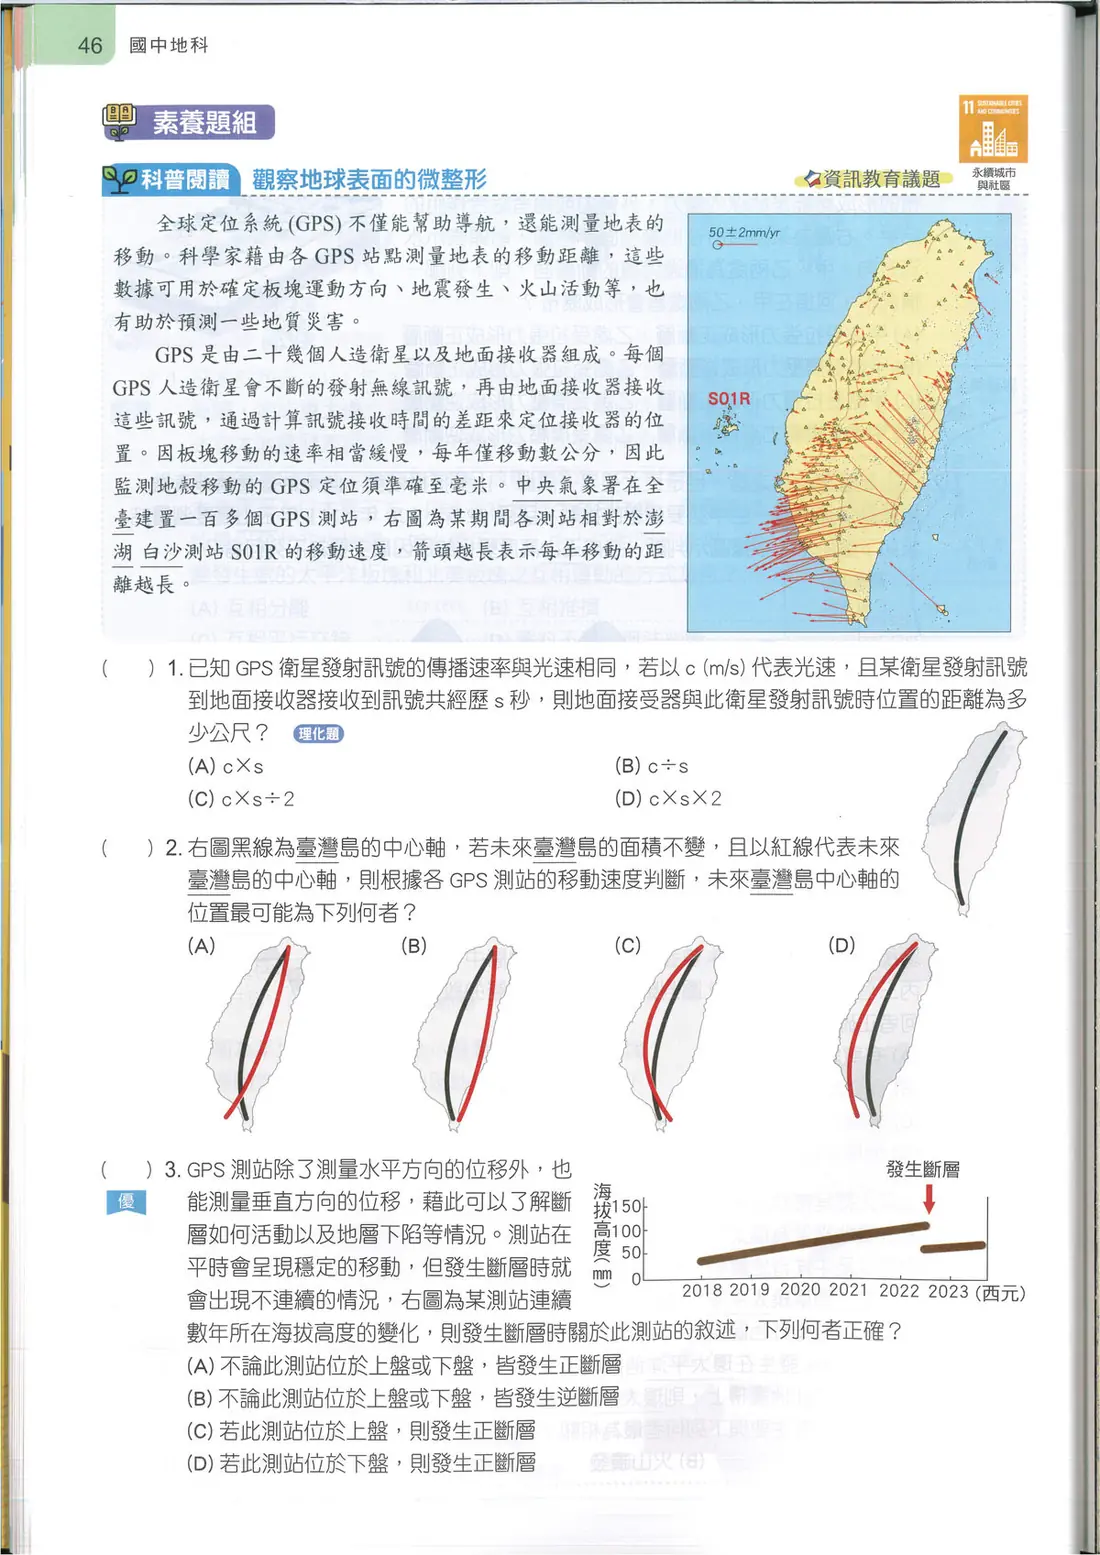 46 國中地科
素養題組
11 SUSTAINABLE CITIES AND COMMUNITIES
永續城市
與社區
科普閱讀 觀察地球表面的微整形
資訊教育議題
全球定位系統 (GPS) 不僅能幫助導航，還能測量地表的
移動。科學家藉由各 GPS 站點測量地表的移動距離，這些
數據可用於確定板塊運動方向、地震發生、火山活動等，也
有助於預測一些地質災害。
GPS 是由二十幾個人造衛星以及地面接收器組成。每個
GPS 人造衛星會不斷的發射無線訊號，再由地面接收器接收
這些訊號，通過計算訊號接收時間的差距來定位接收器的位
置。因板塊移動的速率相當緩慢，每年僅移動數公分，因此
監測地殼移動的 GPS 定位須準確至毫米。中央氣象署在全
臺建置一百多個 GPS 測站，右圖為某期間各測站相對於澎
湖 白沙測站 S01R 的移動速度，箭頭越長表示每年移動的距
離越長。
50±2mm/yr
S01R
(　) 1. 已知 GPS 衛星發射訊號的傳播速率與光速相同，若以 c (m/s) 代表光速，且某衛星發射訊號
到地面接收器接收到訊號共經歷 s 秒，則地面接受器與此衛星發射訊號時位置的距離為多
少公尺？ 理化題
(A) c×s (B) c÷s
(C) c×s÷2 (D) c×s×2
(　) 2. 右圖黑線為臺灣島的中心軸，若未來臺灣島的面積不變，且以紅線代表未來
臺灣島的中心軸，則根據各 GPS 測站的移動速度判斷，未來臺灣島中心軸的
位置最可能為下列何者？
(A) (B) (C) (D)
(　) 3. GPS 測站除了測量水平方向的位移外，也
優 能測量垂直方向的位移，藉此可以了解斷
層如何活動以及地層下陷等情況。測站在
平時會呈現穩定的移動，但發生斷層時就
會出現不連續的情況，右圖為某測站連續
數年所在海拔高度的變化，則發生斷層時關於此測站的敘述，下列何者正確？
發生斷層
海拔高度(mm)
150
100
50
0
2018 2019 2020 2021 2022 2023 (西元)
(A) 不論此測站位於上盤或下盤，皆發生正斷層
(B) 不論此測站位於上盤或下盤，皆發生逆斷層
(C) 若此測站位於上盤，則發生正斷層
(D) 若此測站位於下盤，則發生正斷層